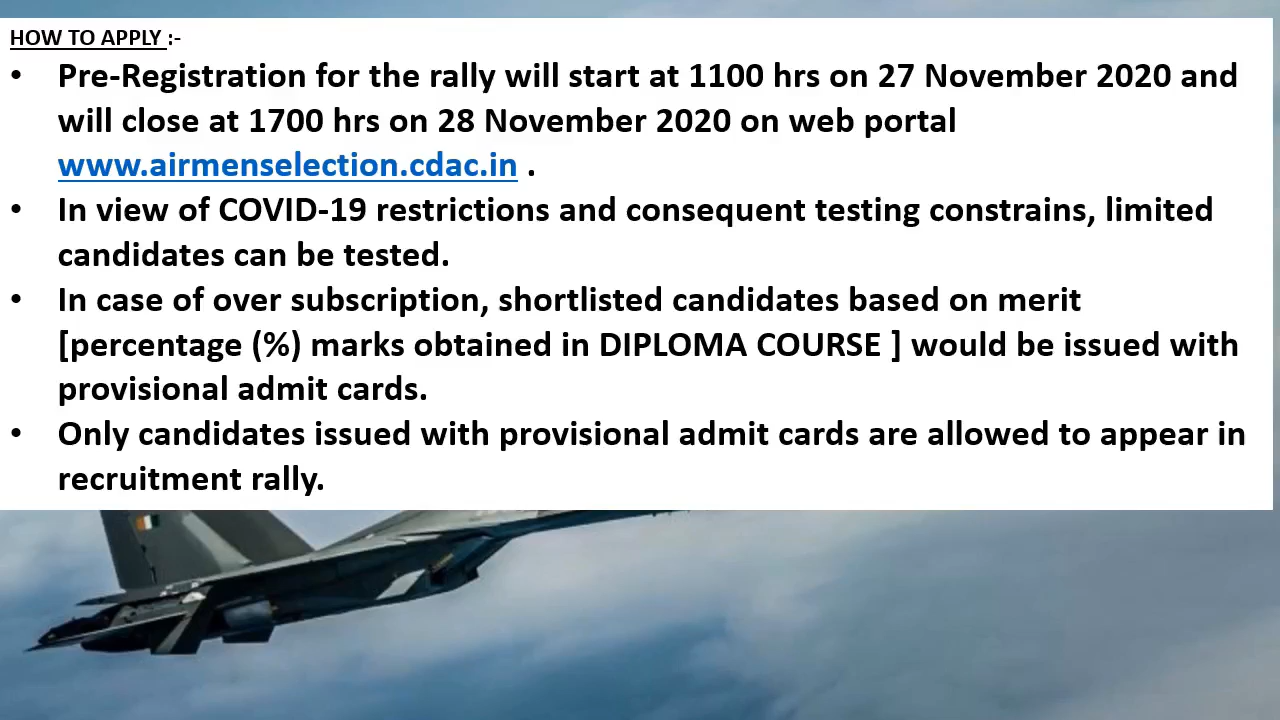 HOW TO APPLY :-
• Pre-Registration for the rally will start at 1100 hrs on 27 November 2020 and
will close at 1700 hrs on 28 November 2020 on web portal
www.airmenselection.cdac.in .
• In view of COVID-19 restrictions and consequent testing constrains, limited
candidates can be tested.
• In case of over subscription, shortlisted candidates based on merit
[percentage (%) marks obtained in DIPLOMA COURSE ] would be issued with
provisional admit cards.
• Only candidates issued with provisional admit cards are allowed to appear in
recruitment rally.